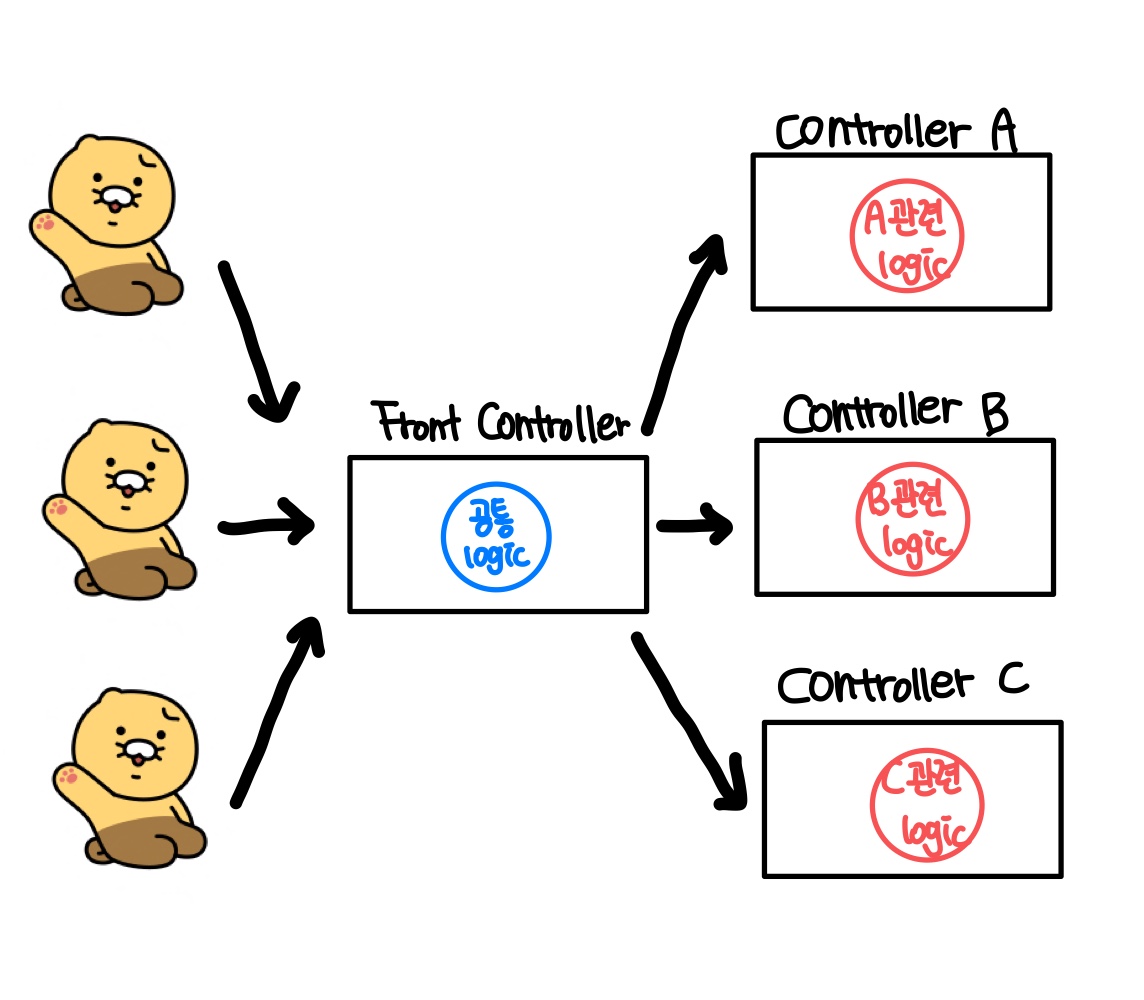 Controller A
A관련
logic
Front Controller
공통
logic
Controller B
B관련
logic
Controller C
C관련
logic